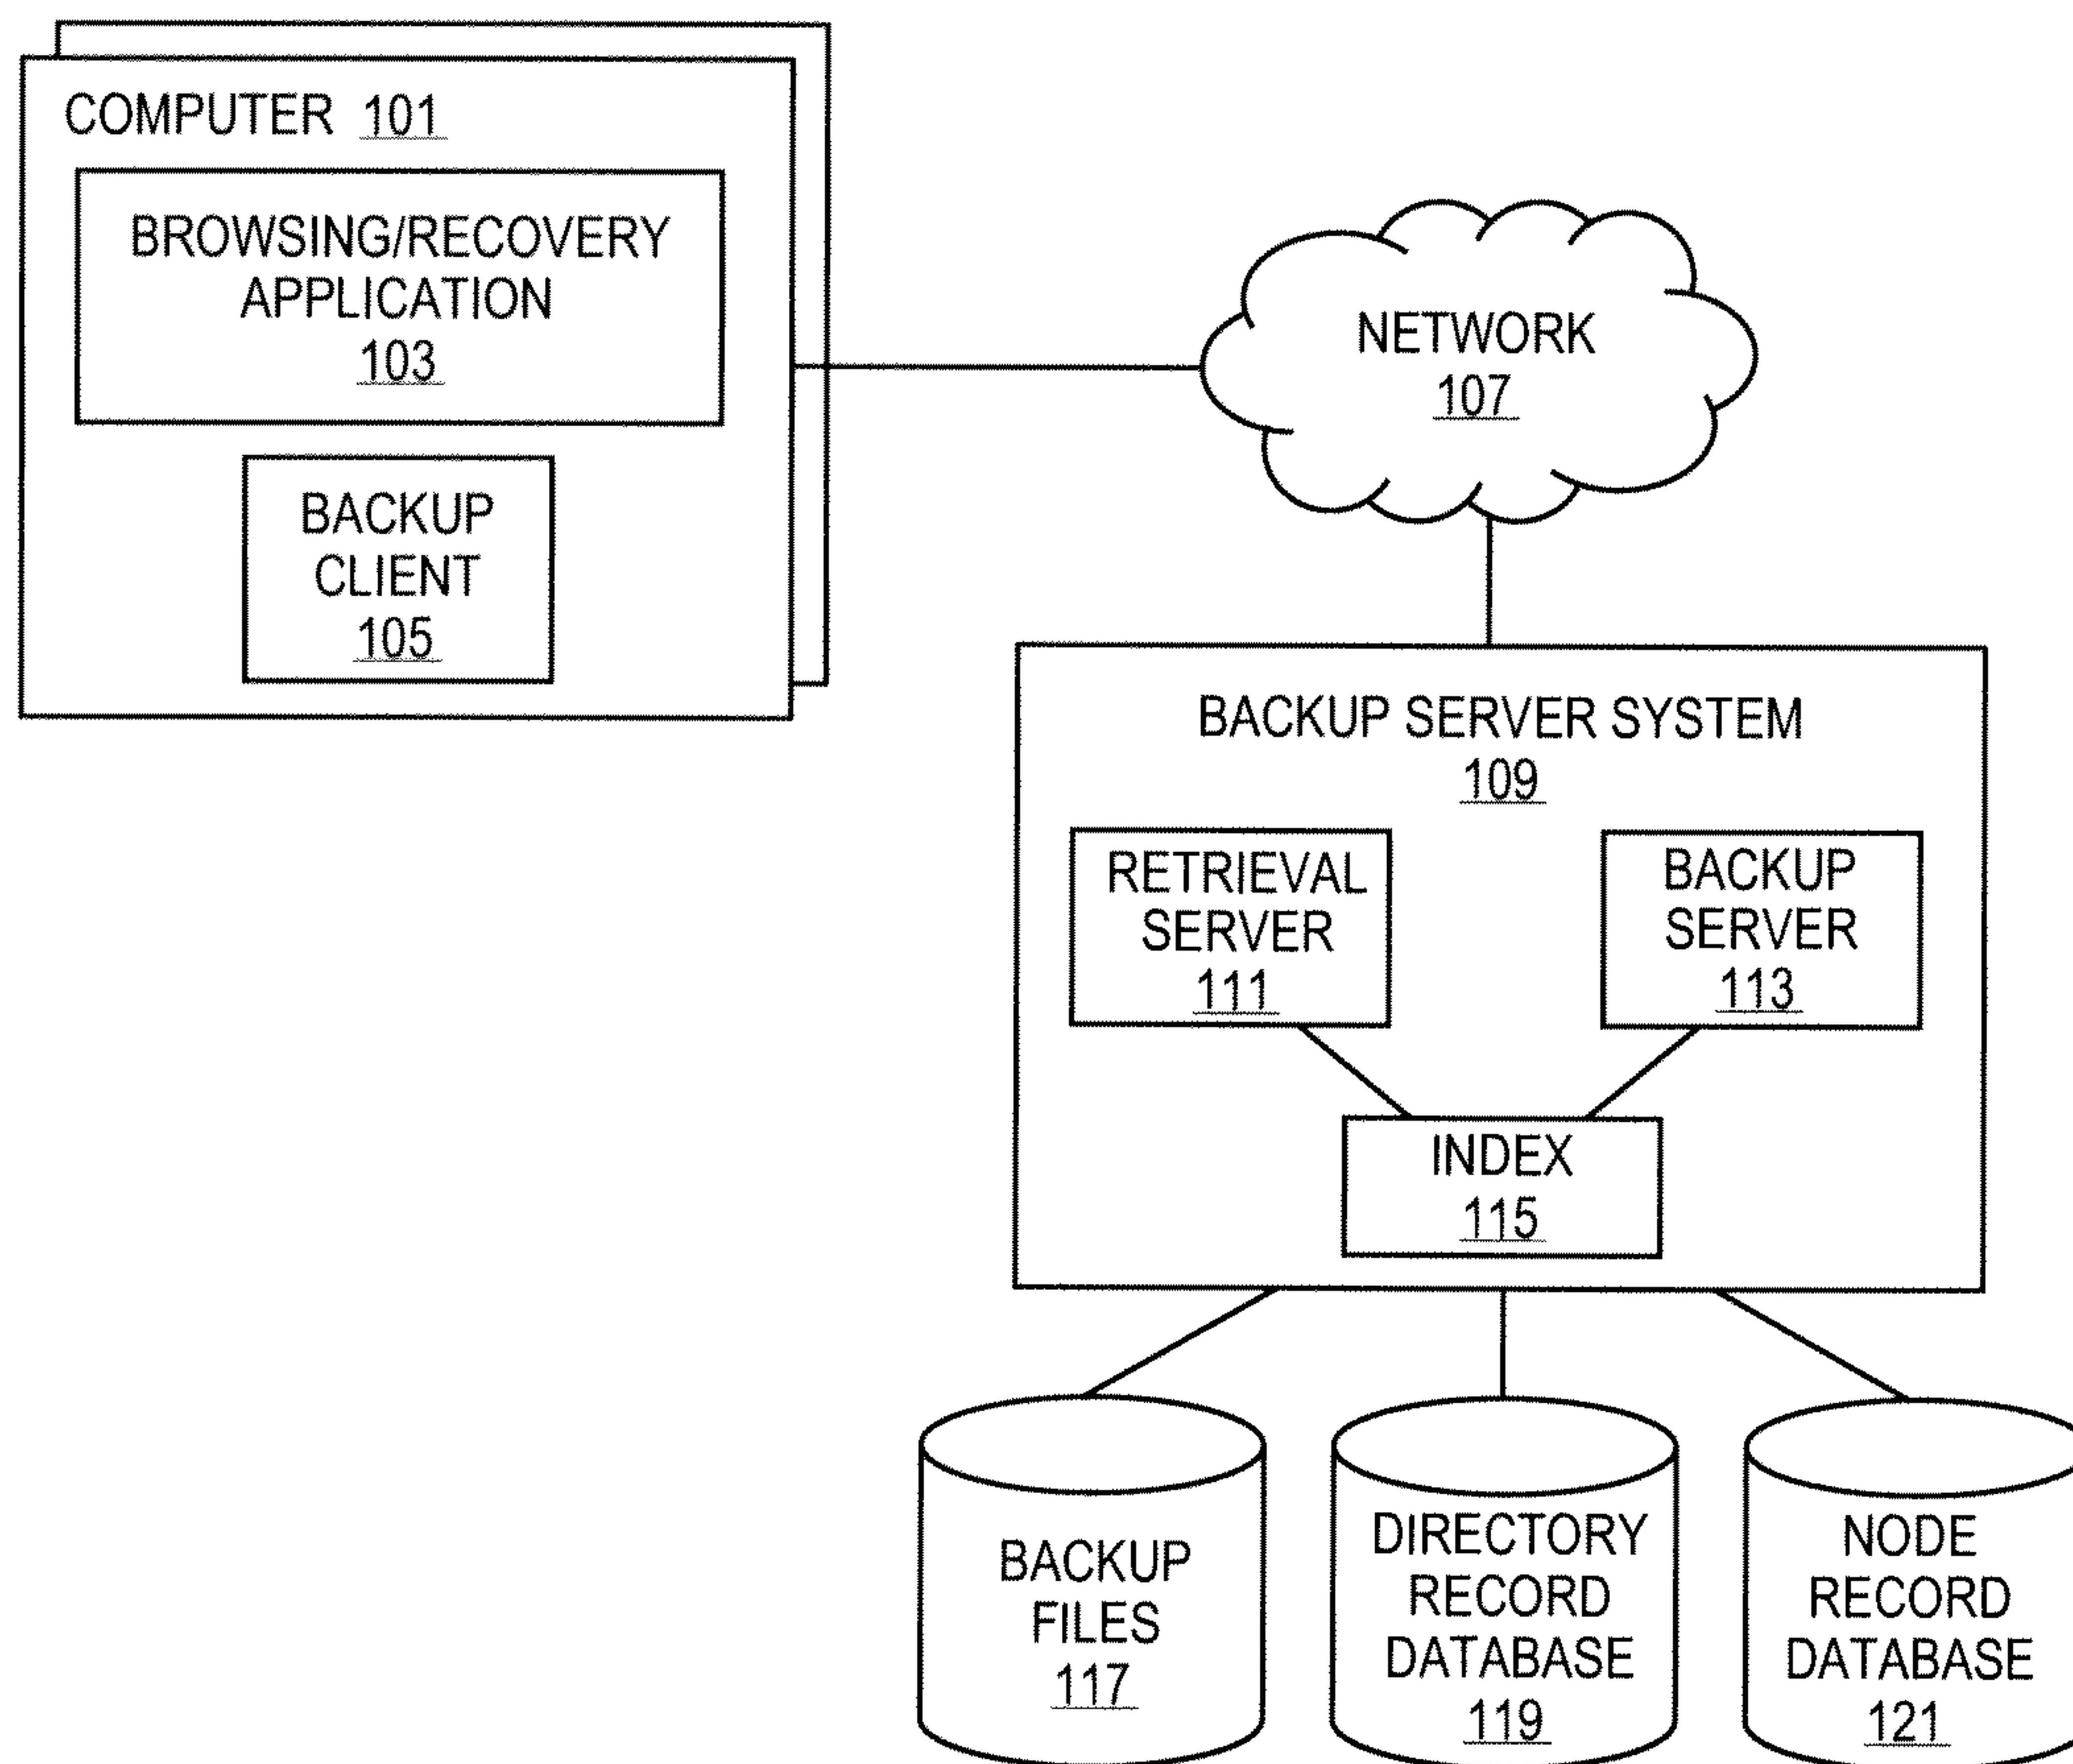 COMPUTER 101
BROWSING/RECOVERY
APPLICATION
103
BACKUP
CLIENT
105
NETWORK
107
BACKUP SERVER SYSTEM
109
RETRIEVAL
SERVER
111
BACKUP
SERVER
113
INDEX
115
BACKUP
FILES
117
DIRECTORY
RECORD
DATABASE
119
NODE
RECORD
DATABASE
121